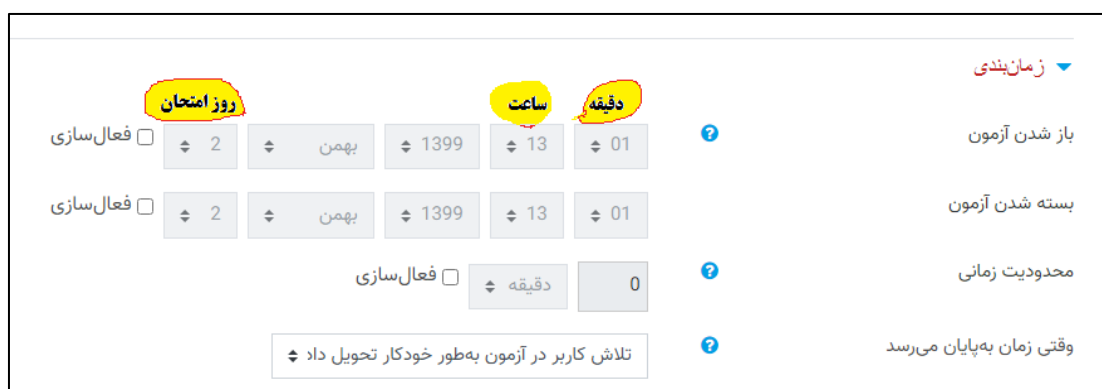 زمان‌بندی
دقیقه ساعت روز امتحان
باز شدن آزمون 01 13 1399 بهمن 2 فعال‌سازی
بسته شدن آزمون 01 13 1399 بهمن 2 فعال‌سازی
محدودیت زمانی 0 دقیقه فعال‌سازی
وقتی زمان به‌پایان می‌رسد تلاش کاربر در آزمون به‌طور خودکار تحویل داد